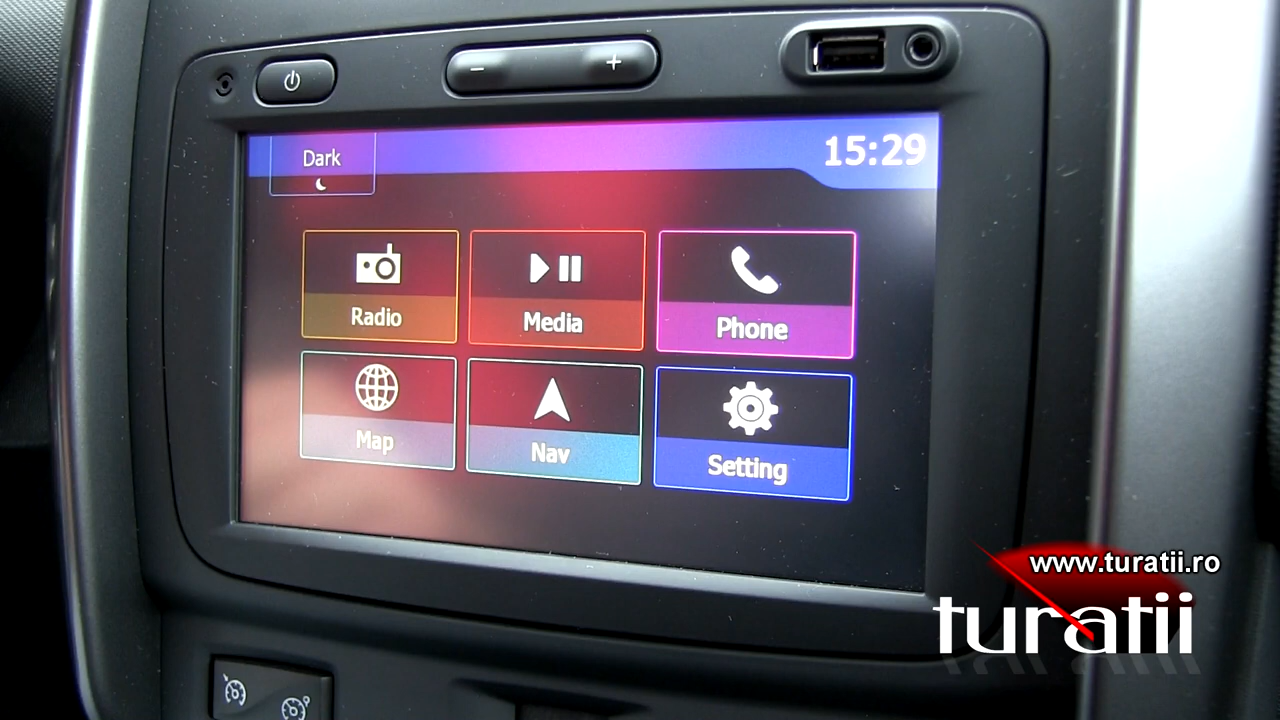 Dark
15:29
Radio
Media
Phone
Map
Nav
Setting
www.turatii.ro
turatii